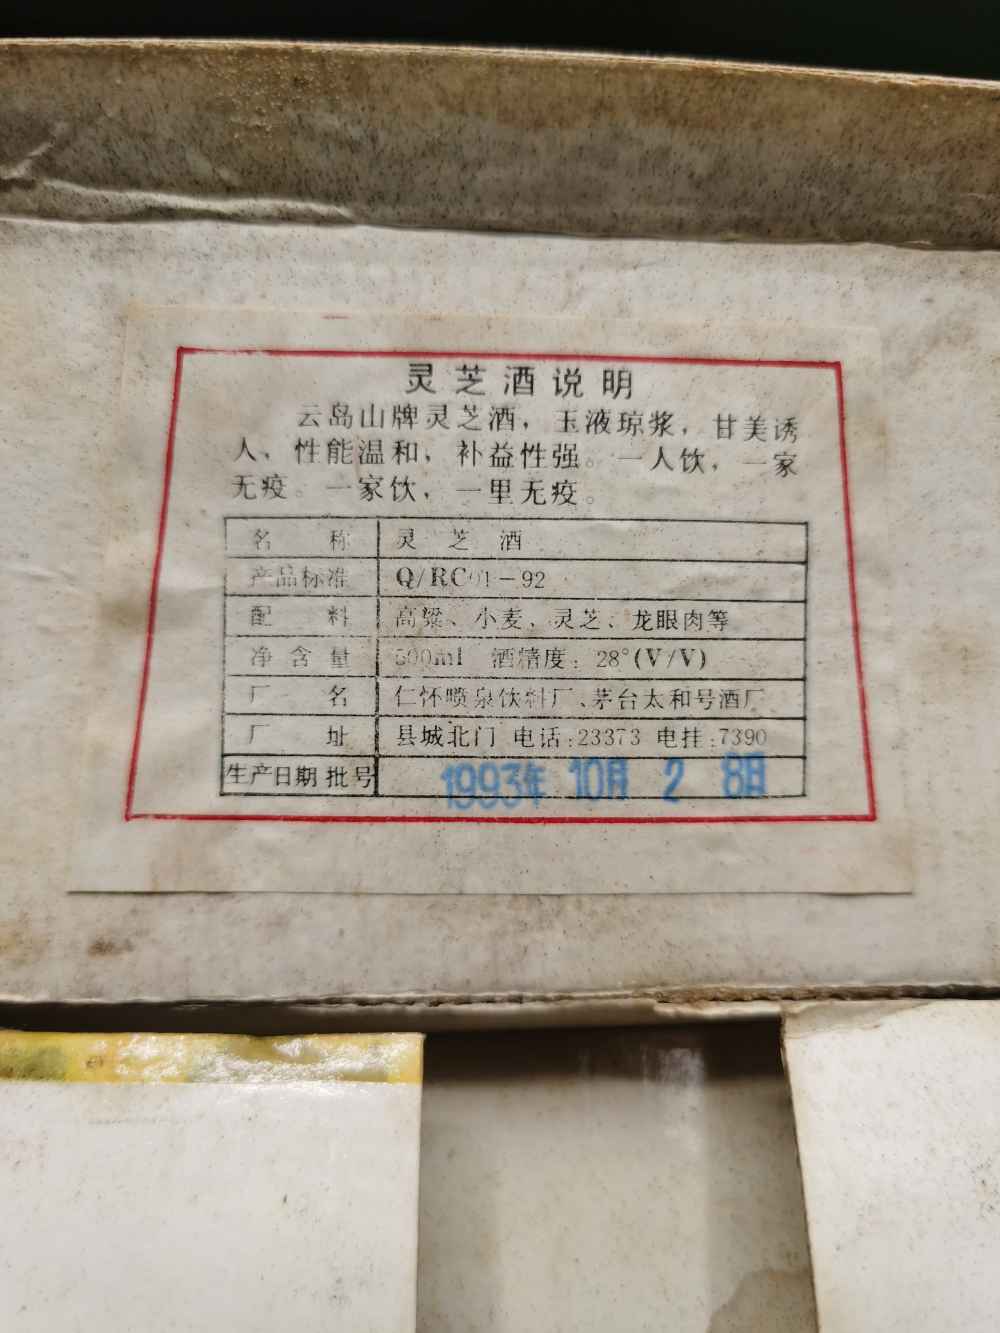 灵芝酒说明
云岛山牌灵芝酒，玉液琼浆，甘美诱
人，性能温和，补益性强。一人饮，一家
无疫。一家饮，一里无疫。
名称 灵芝酒
产品标准 Q/RC01-92
配料 高粱、小麦、灵芝、龙眼肉等
净含量 500ml 酒精度：28°(V/V)
厂名 仁怀喷泉饮料厂、茅台太和号酒厂
厂址 县城北门 电话：23373 电挂：7390
生产日期批号 1993年 10月 2 8日